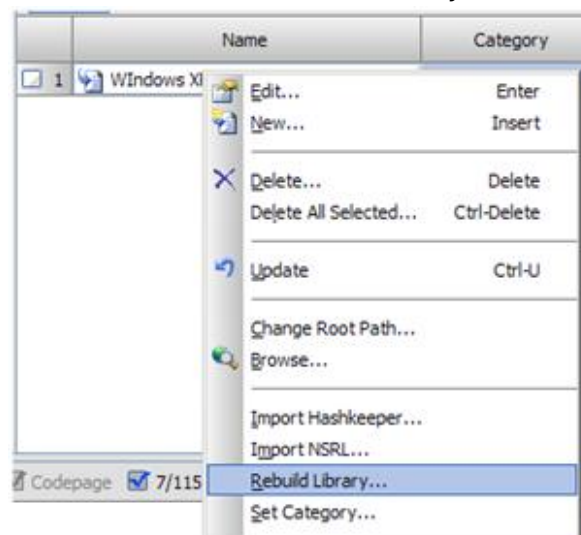 Name Category
1 WIndows X
Edit... Enter
New... Insert
Delete... Delete
Delete All Selected... Ctrl-Delete
Update Ctrl-U
Change Root Path...
Browse...
Import Hashkeeper...
Import NSRL...
Codepage 7/115 Rebuild Library...
Set Category...